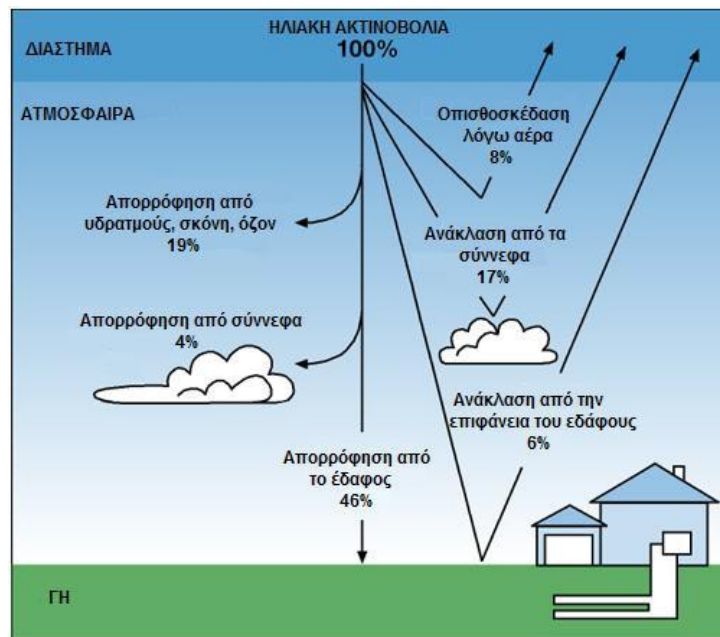 ΗΛΙΑΚΗ ΑΚΤΙΝΟΒΟΛΙΑ
100%
ΔΙΑΣΤΗΜΑ
ΑΤΜΟΣΦΑΙΡΑ
Οπισθοσκέδαση
λόγω αέρα
8%
Απορρόφηση από
υδρατμούς, σκόνη, όζον
19%
Ανάκλαση από τα
σύννεφα
17%
Απορρόφηση από σύννεφα
4%
Ανάκλαση από την
επιφάνεια του εδάφους
6%
Απορρόφηση από
το έδαφος
46%
ΓΗ